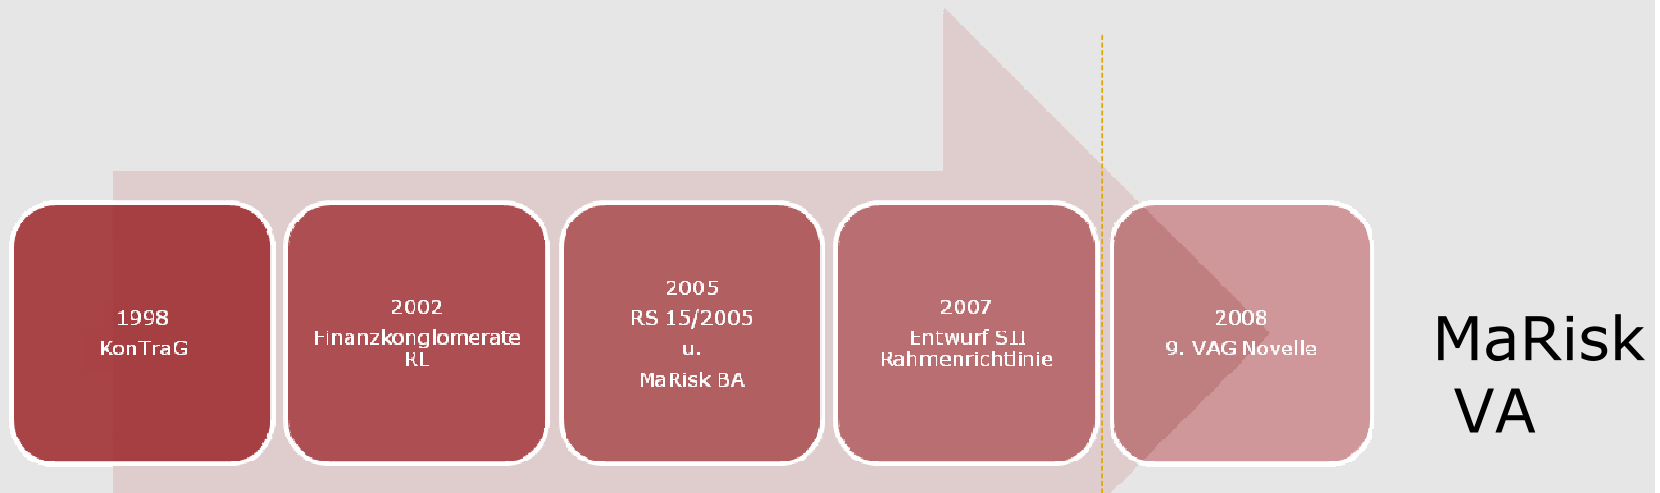 1998
KonTraG
2002
Finanzkonglomerate
RL
2005
RS 15/2005
u.
MaRisk BA
2007
Entwurf SII
Rahmenrichtlinie
2008
9. VAG Novelle
MaRisk
VA